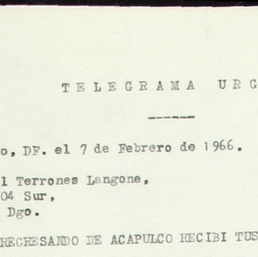 TELEGRAMA URG
------
o, DF. el 7 de Febrero de 1966.
l Terrones Langone,
04 Sur,
Dgo.
REGRESANDO DE ACAPULCO RECIBI TUS